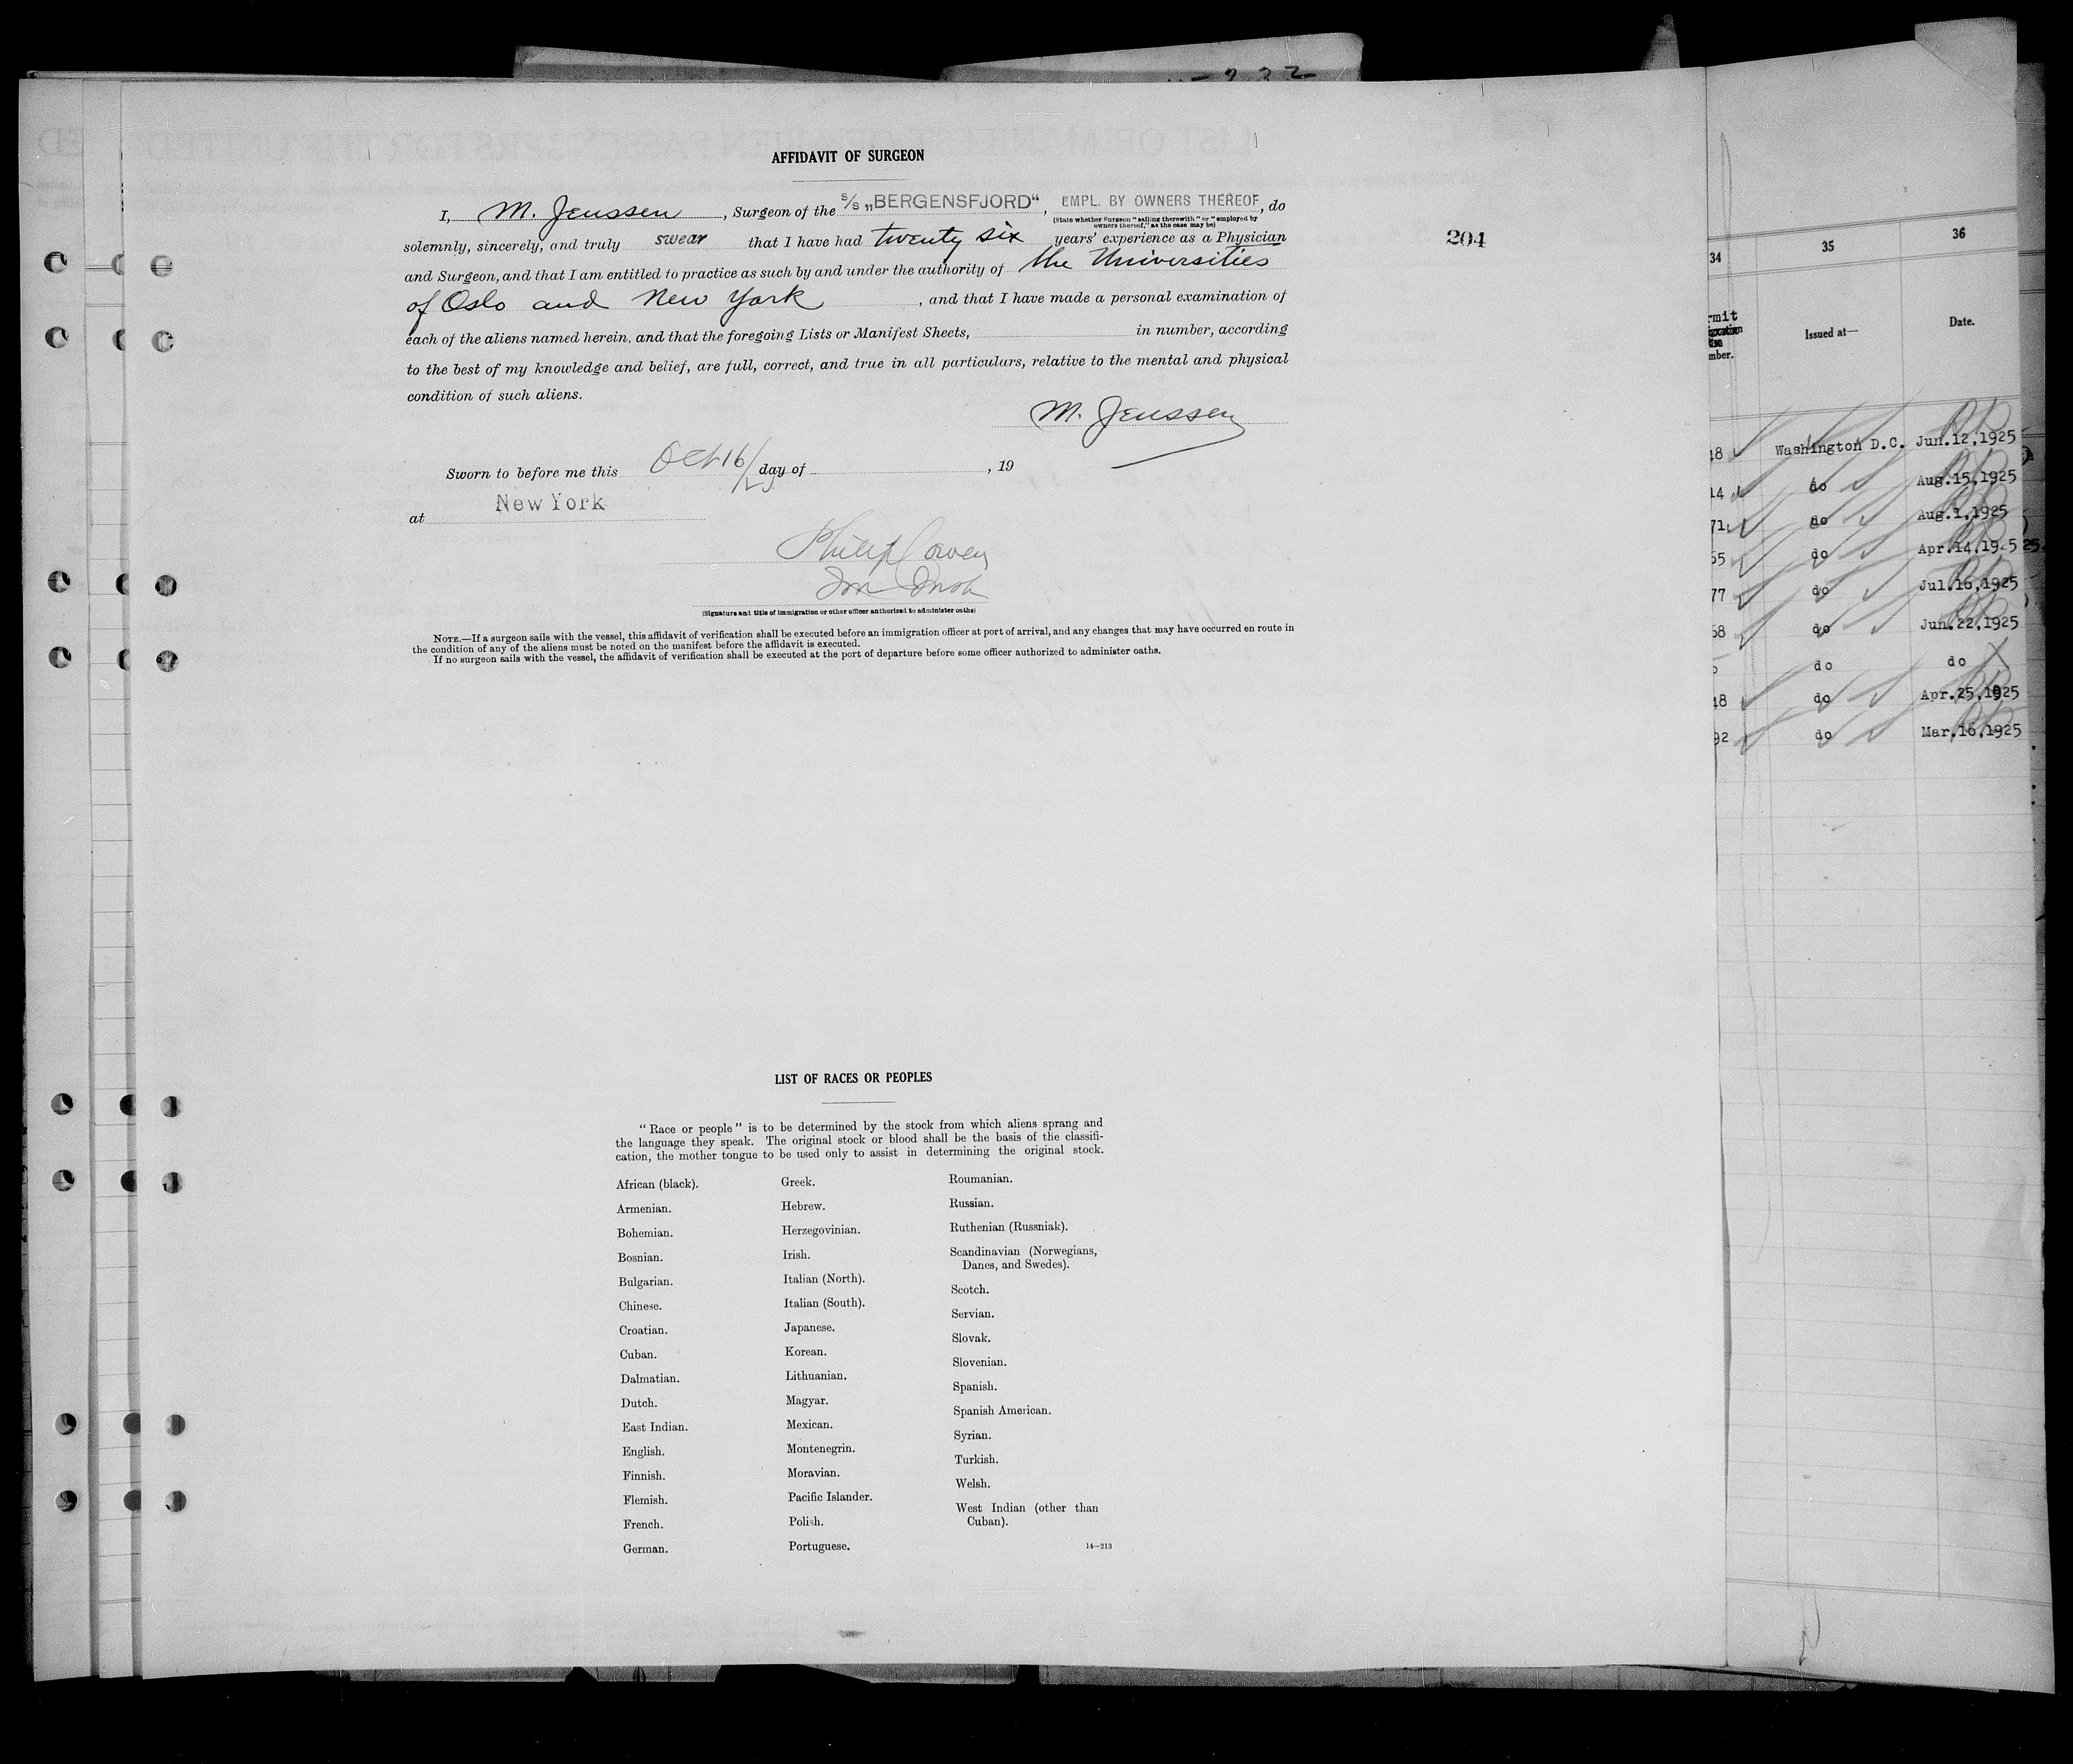 AFFIDAVIT OF SURGEON
I, M. Jenssen, Surgeon of the S/S „BERGENSFJORD", EMPL. BY OWNERS THEREOF, do
(State whether Surgeon "sailing therewith" or "employed by
owners thereof," as the case may be)
solemnly, sincerely, and truly swear that I have had twenty six years' experience as a Physician
and Surgeon, and that I am entitled to practice as such by and under the authority of the Universities
of Oslo and New York, and that I have made a personal examination of
each of the aliens named herein, and that the foregoing Lists or Manifest Sheets, in number, according
to the best of my knowledge and belief, are full, correct, and true in all particulars, relative to the mental and physical
condition of such aliens.
M. Jenssen
Sworn to before me this Oct 16/25 day of , 19
at New York
Philip Cowen
(Signature and title of immigration or other officer authorized to administer oaths)
NOTE.—If a surgeon sails with the vessel, this affidavit of verification shall be executed before an immigration officer at port of arrival, and any changes that may have occurred en route in
the condition of any of the aliens must be noted on the manifest before the affidavit is executed.
If no surgeon sails with the vessel, the affidavit of verification shall be executed at the port of departure before some officer authorized to administer oaths.
204
LIST OF RACES OR PEOPLES
"Race or people" is to be determined by the stock from which aliens sprang and
the language they speak. The original stock or blood shall be the basis of the classifi-
cation, the mother tongue to be used only to assist in determining the original stock.
African (black).
Armenian.
Bohemian.
Bosnian.
Bulgarian.
Chinese.
Croatian.
Cuban.
Dalmatian.
Dutch.
East Indian.
English.
Finnish.
Flemish.
French.
German.
Greek.
Hebrew.
Herzegovinian.
Irish.
Italian (North).
Italian (South).
Japanese.
Korean.
Lithuanian.
Magyar.
Mexican.
Montenegrin.
Moravian.
Pacific Islander.
Polish.
Portuguese.
Roumanian.
Russian.
Ruthenian (Russniak).
Scandinavian (Norwegians,
Danes, and Swedes).
Scotch.
Servian.
Slovak.
Slovenian.
Spanish.
Spanish American.
Syrian.
Turkish.
Welsh.
West Indian (other than
Cuban).
14—213
34 35 36
rmit
mber.
Issued at—
Date.
48 Washington D.C. Jun.12,1925
14 do Aug.15,1925
71 do Aug.1,1925
55 do Apr.14,1925
77 do Jul.16,1925
58 do Jun.22,1925
do do
48 do Apr.25,1925
92 do Mar.16,1925